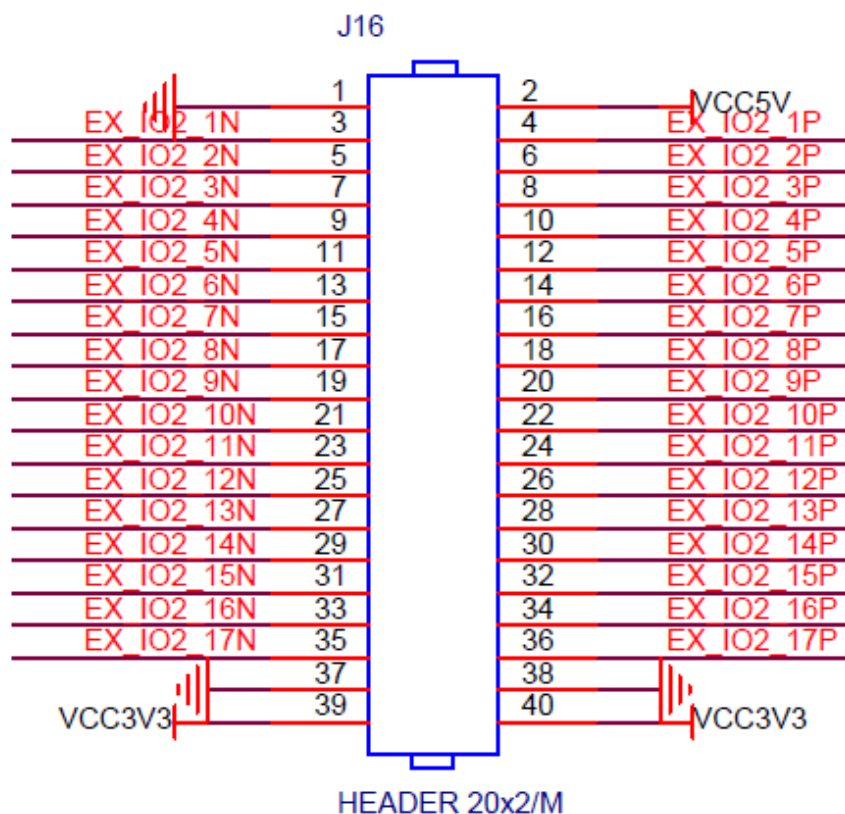 J16
1 2 VCC5V
EX_IO2_1N 3 4 EX_IO2_1P
EX_IO2_2N 5 6 EX_IO2_2P
EX_IO2_3N 7 8 EX_IO2_3P
EX_IO2_4N 9 10 EX_IO2_4P
EX_IO2_5N 11 12 EX_IO2_5P
EX_IO2_6N 13 14 EX_IO2_6P
EX_IO2_7N 15 16 EX_IO2_7P
EX_IO2_8N 17 18 EX_IO2_8P
EX_IO2_9N 19 20 EX_IO2_9P
EX_IO2_10N 21 22 EX_IO2_10P
EX_IO2_11N 23 24 EX_IO2_11P
EX_IO2_12N 25 26 EX_IO2_12P
EX_IO2_13N 27 28 EX_IO2_13P
EX_IO2_14N 29 30 EX_IO2_14P
EX_IO2_15N 31 32 EX_IO2_15P
EX_IO2_16N 33 34 EX_IO2_16P
EX_IO2_17N 35 36 EX_IO2_17P
37 38
VCC3V3 39 40 VCC3V3
HEADER 20x2/M